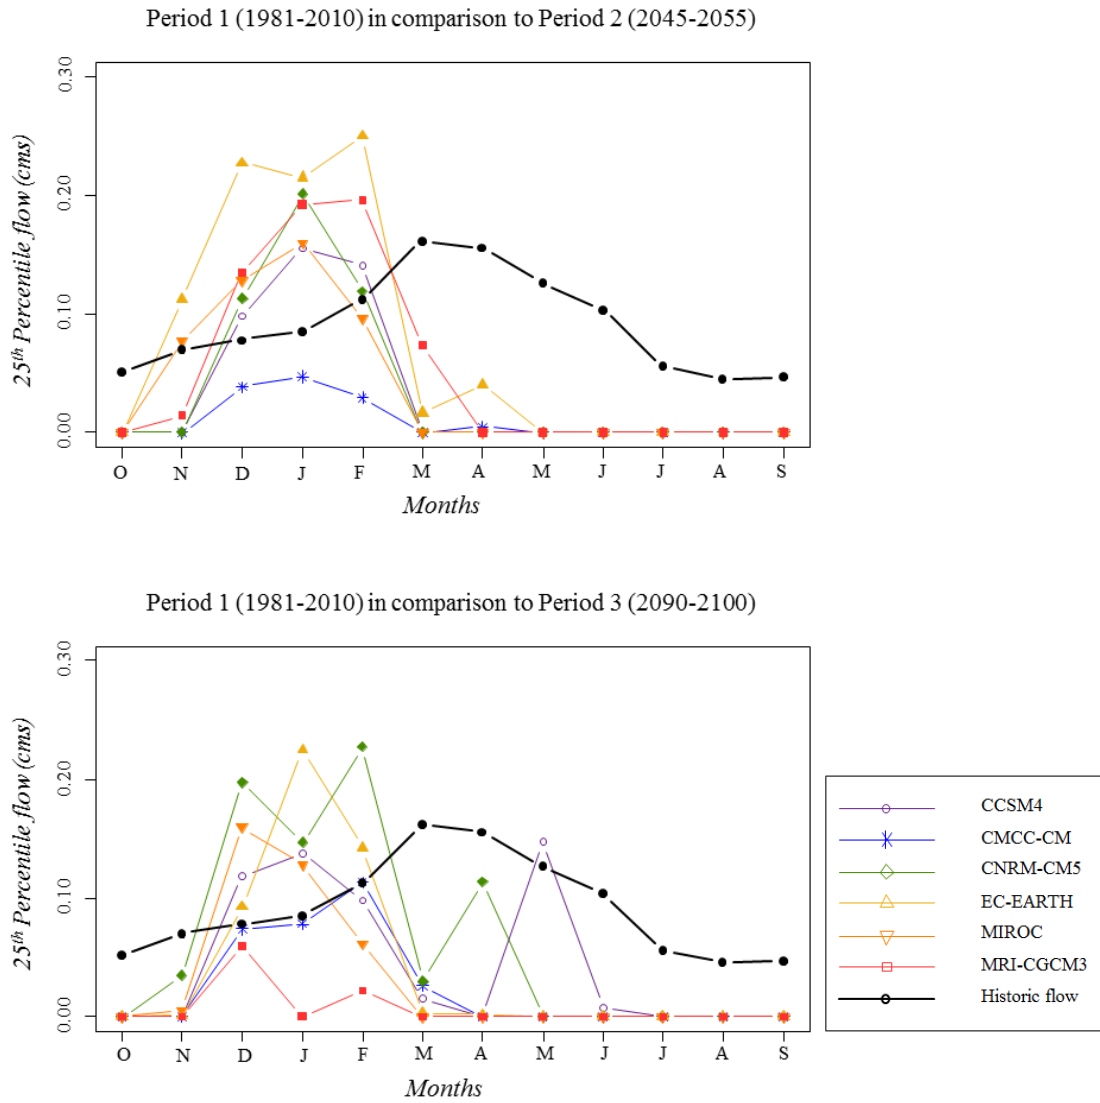 Period 1 (1981-2010) in comparison to Period 2 (2045-2055)
25th Percentile flow (cms)
0.30
0.20
0.10
0.00
O N D J F M A M J J A S
Months
Period 1 (1981-2010) in comparison to Period 3 (2090-2100)
25th Percentile flow (cms)
0.30
0.20
0.10
0.00
O N D J F M A M J J A S
Months
CCSM4
CMCC-CM
CNRM-CM5
EC-EARTH
MIROC
MRI-CGCM3
Historic flow